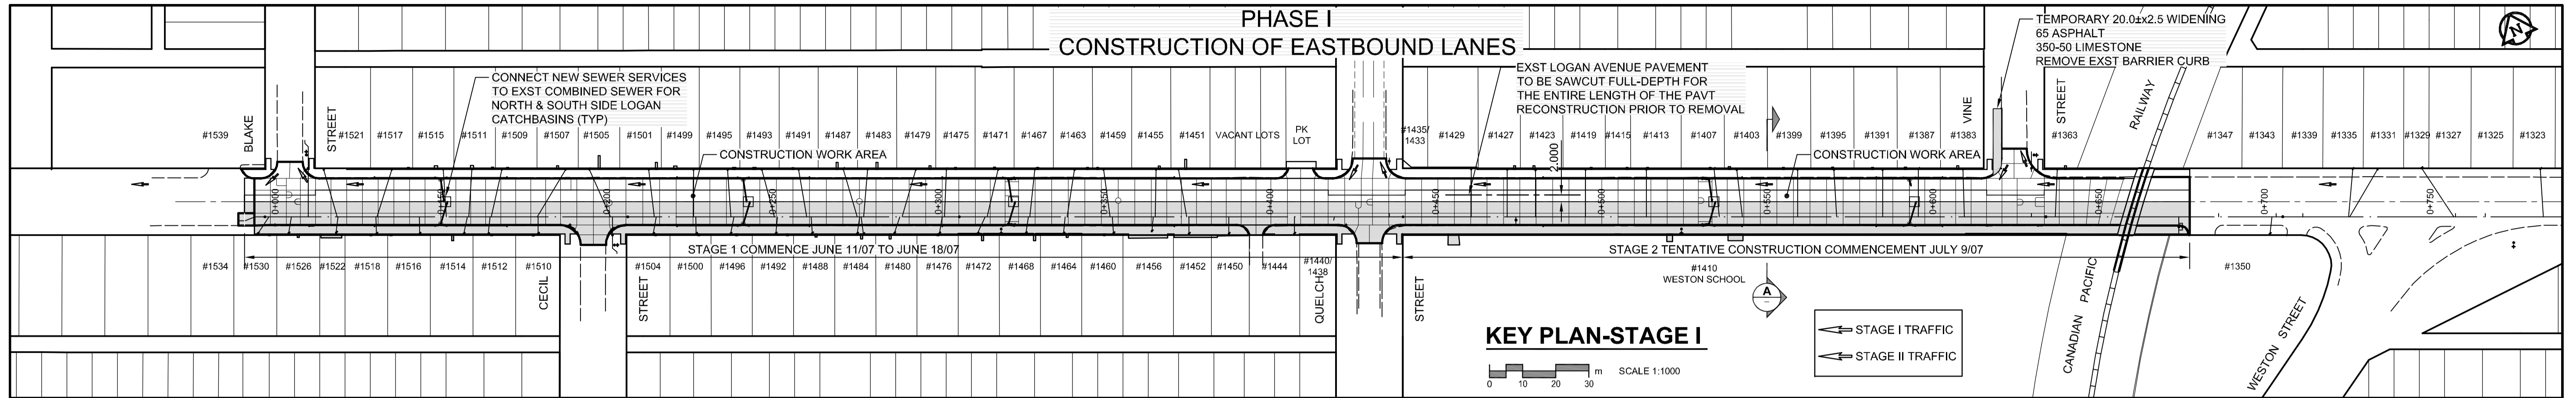 PHASE I
CONSTRUCTION OF EASTBOUND LANES
TEMPORARY 20.0±x2.5 WIDENING
65 ASPHALT
350-50 LIMESTONE
REMOVE EXST BARRIER CURB
N
CONNECT NEW SEWER SERVICES
TO EXST COMBINED SEWER FOR
NORTH & SOUTH SIDE LOGAN
CATCHBASINS (TYP)
EXST LOGAN AVENUE PAVEMENT
TO BE SAWCUT FULL-DEPTH FOR
THE ENTIRE LENGTH OF THE PAVT
RECONSTRUCTION PRIOR TO REMOVAL
BLAKE
STREET
VINE
STREET
RAILWAY
#1539
#1521
#1517
#1515
#1511
#1509
#1507
#1505
#1501
#1499
#1495
#1493
#1491
#1487
#1483
#1479
#1475
#1471
#1467
#1463
#1459
#1455
#1451
VACANT LOTS
PK
LOT
#1435/
1433
#1429
#1427
#1423
#1419
#1415
#1413
#1407
#1403
#1399
#1395
#1391
#1387
#1383
#1363
#1347
#1343
#1339
#1335
#1331
#1329
#1327
#1325
#1323
CONSTRUCTION WORK AREA
2.000
CONSTRUCTION WORK AREA
0+000
0+150
0+200
0+250
0+300
0+350
0+400
0+450
0+500
0+550
0+600
0+650
0+700
0+750
STAGE 1 COMMENCE JUNE 11/07 TO JUNE 18/07
STAGE 2 TENTATIVE CONSTRUCTION COMMENCEMENT JULY 9/07
#1534
#1530
#1526
#1522
#1518
#1516
#1514
#1512
#1510
#1504
#1500
#1496
#1492
#1488
#1484
#1480
#1476
#1472
#1468
#1464
#1460
#1456
#1452
#1450
#1444
#1440/
1438
#1410
WESTON SCHOOL
#1350
CECIL
STREET
QUELCH
STREET
A
–
CANADIAN PACIFIC
WESTON STREET
KEY PLAN-STAGE I
0 10 20 30 m SCALE 1:1000
STAGE I TRAFFIC
STAGE II TRAFFIC